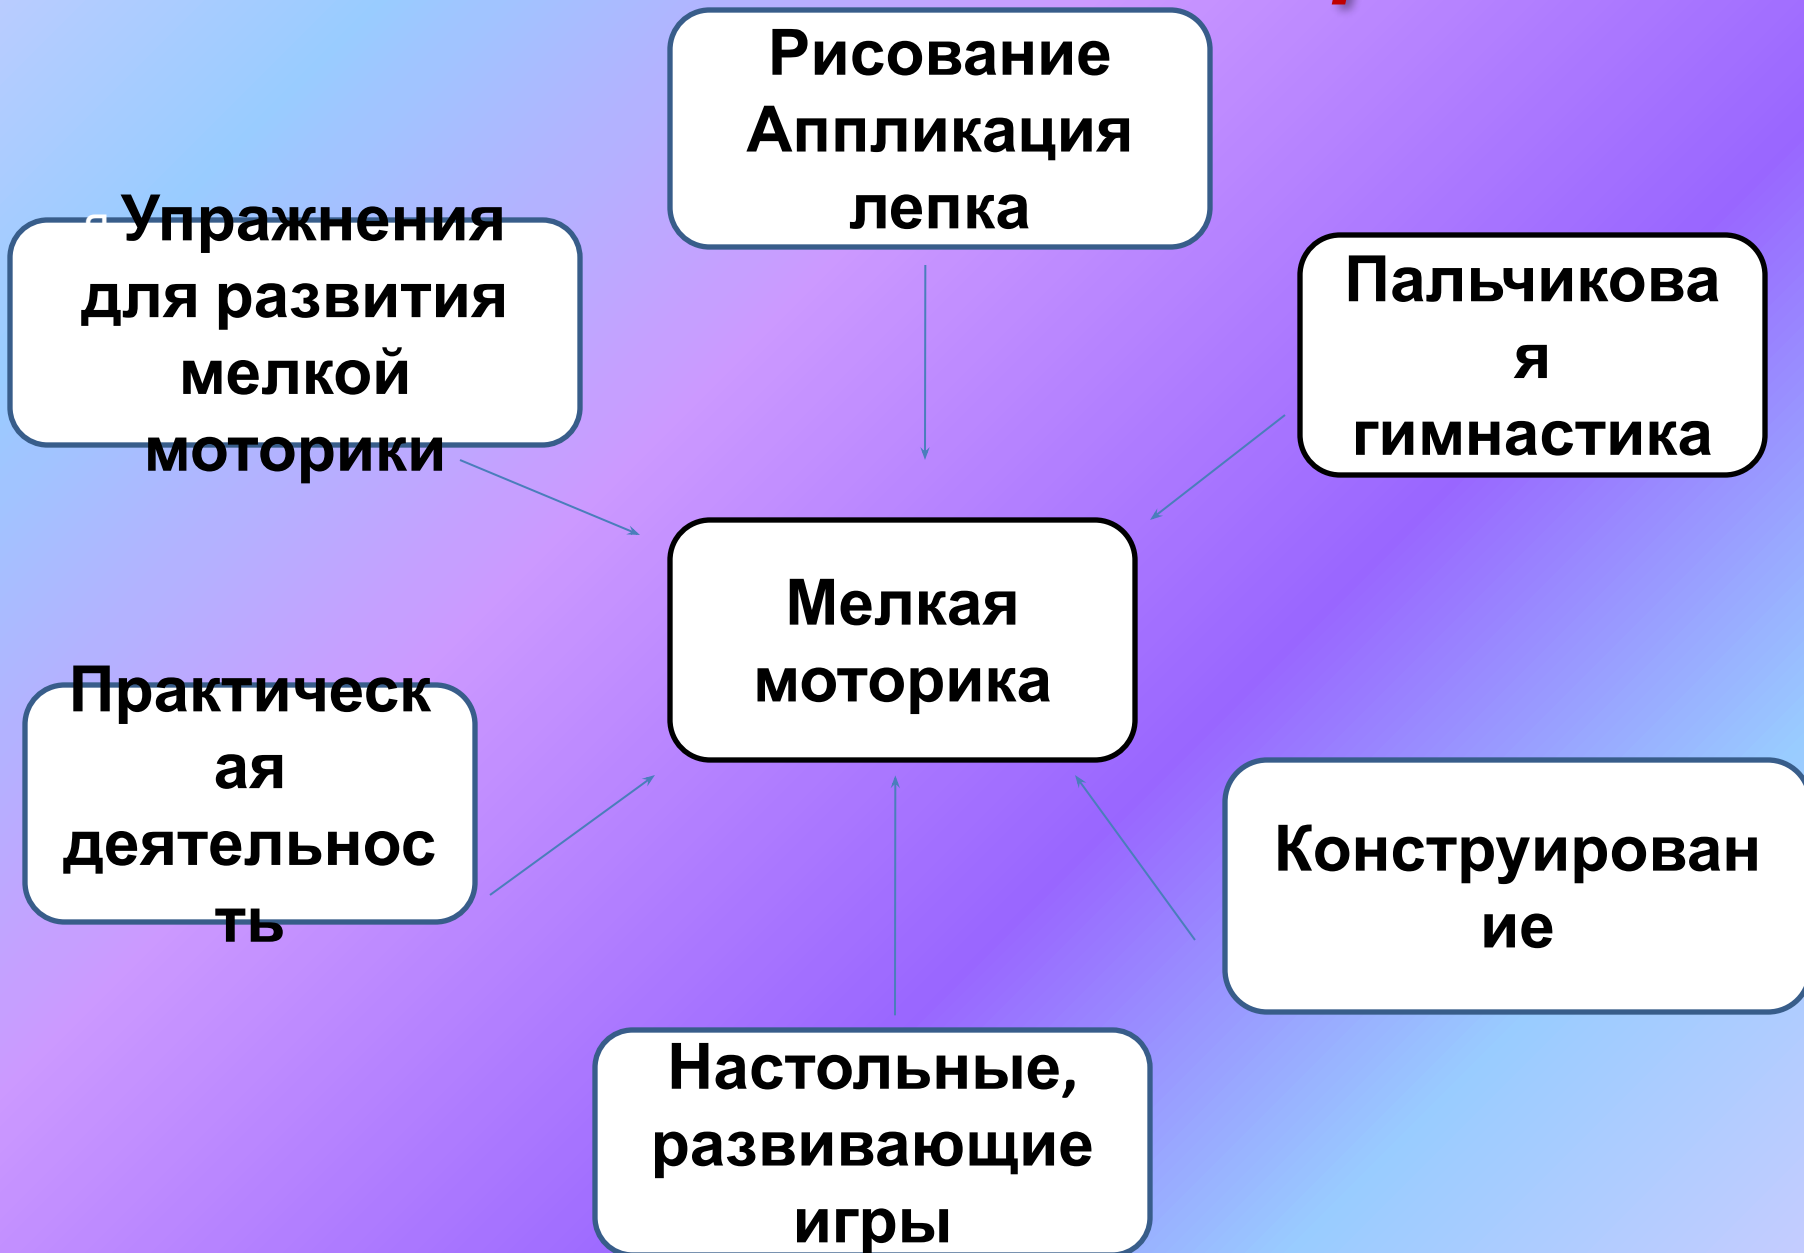 Рисование
Аппликация
лепка
я Упражнения
для развития
мелкой
моторики
Пальчикова
я
гимнастика
Мелкая
моторика
Практическ
ая
деятельнос
ть
Конструирован
ие
Настольные,
развивающие
игры